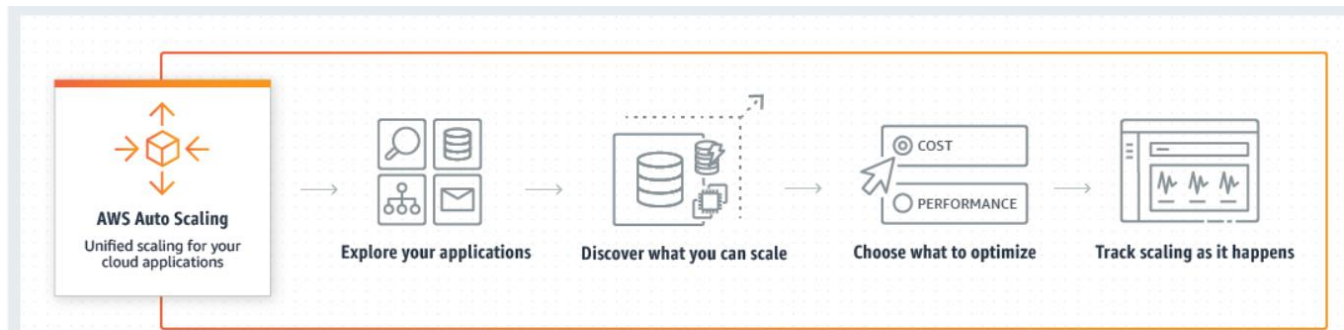 AWS Auto Scaling
Unified scaling for your
cloud applications
Explore your applications
Discover what you can scale
COST
PERFORMANCE
Choose what to optimize
Track scaling as it happens